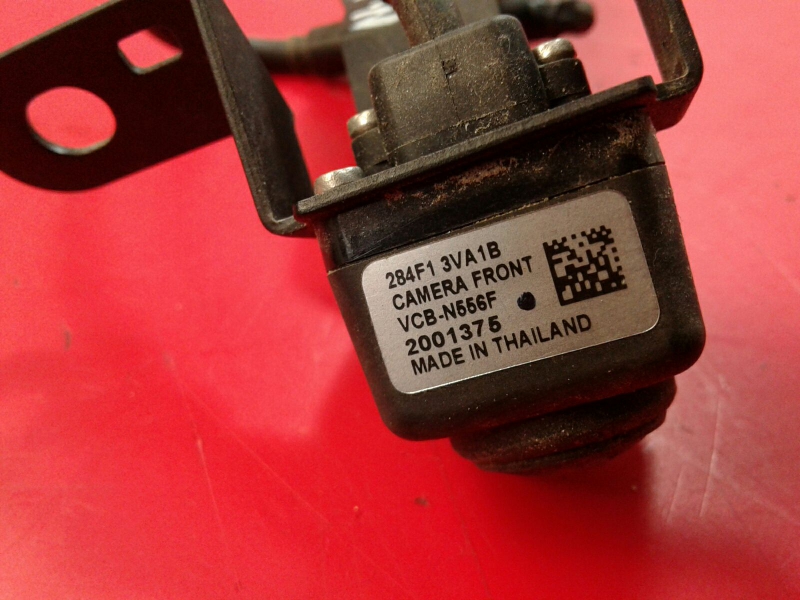 284F1 3VA1B
CAMERA FRONT
VCB-N556F
2001375
MADE IN THAILAND